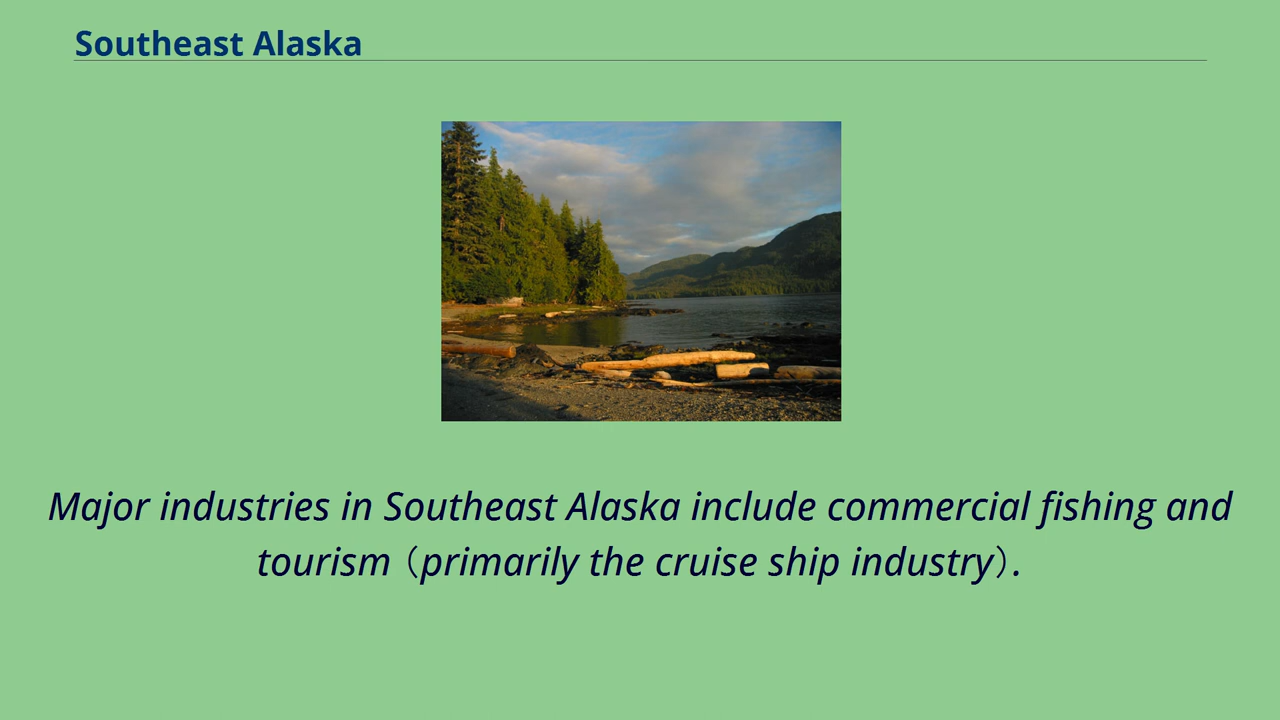 Southeast Alaska
Major industries in Southeast Alaska include commercial fishing and
tourism（primarily the cruise ship industry）.